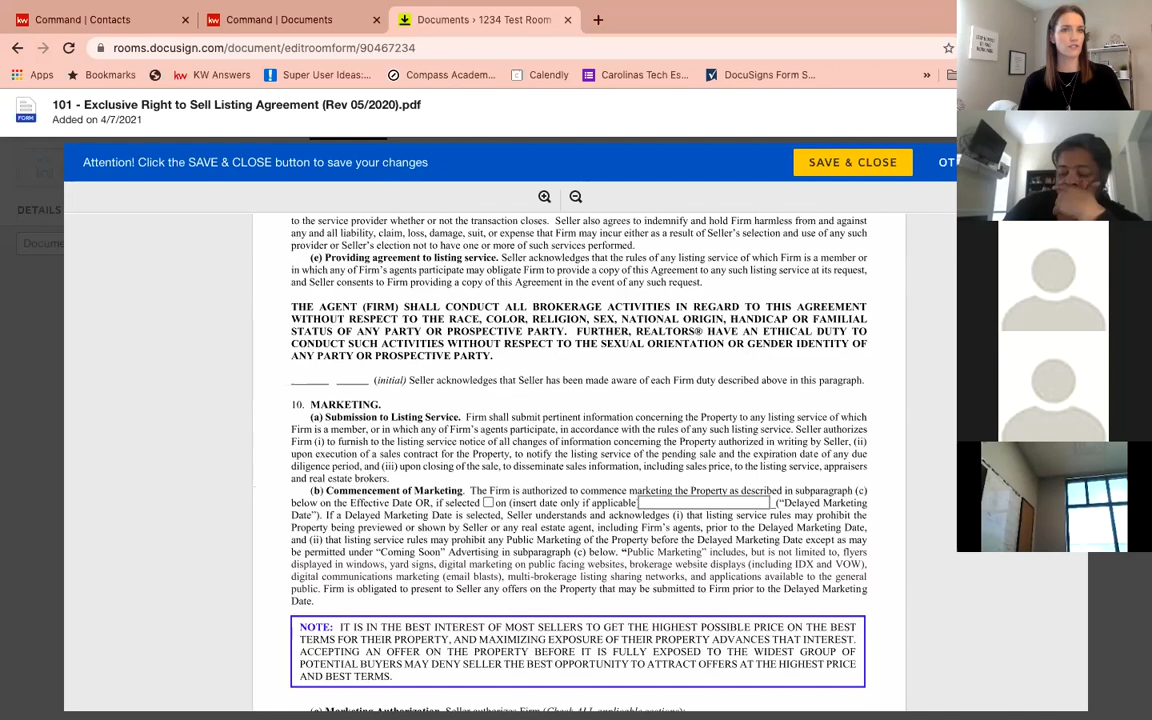 Command | Contacts
Command | Documents
Documents › 1234 Test Room
rooms.docusign.com/document/editroomform/90467234
Apps
Bookmarks
kw KW Answers
Super User Ideas:...
Compass Academ...
Calendly
Carolinas Tech Es...
DocuSigns Form S...
»
101 - Exclusive Right to Sell Listing Agreement (Rev 05/2020).pdf
Added on 4/7/2021
FORM
Attention! Click the SAVE & CLOSE button to save your changes
SAVE & CLOSE
OT
DETAILS
Docume
to the service provider whether or not the transaction closes. Seller also agrees to indemnify and hold Firm harmless from and against
any and all liability, claim, loss, damage, suit, or expense that Firm may incur either as a result of Seller's selection and use of any such
provider or Seller's election not to have one or more of such services performed.
(e) Providing agreement to listing service. Seller acknowledges that the rules of any listing service of which Firm is a member or
in which any of Firm's agents participate may obligate Firm to provide a copy of this Agreement to any such listing service at its request,
and Seller consents to Firm providing a copy of this Agreement in the event of any such request.
THE AGENT (FIRM) SHALL CONDUCT ALL BROKERAGE ACTIVITIES IN REGARD TO THIS AGREEMENT
WITHOUT RESPECT TO THE RACE, COLOR, RELIGION, SEX, NATIONAL ORIGIN, HANDICAP OR FAMILIAL
STATUS OF ANY PARTY OR PROSPECTIVE PARTY. FURTHER, REALTORS® HAVE AN ETHICAL DUTY TO
CONDUCT SUCH ACTIVITIES WITHOUT RESPECT TO THE SEXUAL ORIENTATION OR GENDER IDENTITY OF
ANY PARTY OR PROSPECTIVE PARTY.
______ ______ (initial) Seller acknowledges that Seller has been made aware of each Firm duty described above in this paragraph.
10. MARKETING.
(a) Submission to Listing Service. Firm shall submit pertinent information concerning the Property to any listing service of which
Firm is a member, or in which any of Firm's agents participate, in accordance with the rules of any such listing service. Seller authorizes
Firm (i) to furnish to the listing service notice of all changes of information concerning the Property authorized in writing by Seller, (ii)
upon execution of a sales contract for the Property, to notify the listing service of the pending sale and the expiration date of any due
diligence period, and (iii) upon closing of the sale, to disseminate sales information, including sales price, to the listing service, appraisers
and real estate brokers.
(b) Commencement of Marketing. The Firm is authorized to commence marketing the Property as described in subparagraph (c)
below on the Effective Date OR, if selected on (insert date only if applicable ("Delayed Marketing
Date"). If a Delayed Marketing Date is selected, Seller understands and acknowledges (i) that listing service rules may prohibit the
Property being previewed or shown by Seller or any real estate agent, including Firm's agents, prior to the Delayed Marketing Date,
and (ii) that listing service rules may prohibit any Public Marketing of the Property before the Delayed Marketing Date except as may
be permitted under "Coming Soon" Advertising in subparagraph (c) below. "Public Marketing" includes, but is not limited to, flyers
displayed in windows, yard signs, digital marketing on public facing websites, brokerage website displays (including IDX and VOW),
digital communications marketing (email blasts), multi-brokerage listing sharing networks, and applications available to the general
public. Firm is obligated to present to Seller any offers on the Property that may be submitted to Firm prior to the Delayed Marketing
Date.
NOTE: IT IS IN THE BEST INTEREST OF MOST SELLERS TO GET THE HIGHEST POSSIBLE PRICE ON THE BEST
TERMS FOR THEIR PROPERTY, AND MAXIMIZING EXPOSURE OF THEIR PROPERTY ADVANCES THAT INTEREST.
ACCEPTING AN OFFER ON THE PROPERTY BEFORE IT IS FULLY EXPOSED TO THE WIDEST GROUP OF
POTENTIAL BUYERS MAY DENY SELLER THE BEST OPPORTUNITY TO ATTRACT OFFERS AT THE HIGHEST PRICE
AND BEST TERMS.
(c) Marketing Authorization. Seller authorizes Firm (Check ALL applicable sections):